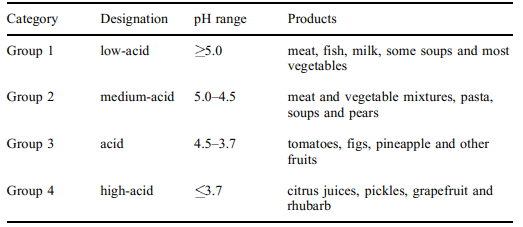 Category Designation pH range Products
Group 1 low-acid ≥5.0 meat, fish, milk, some soups and most
vegetables
Group 2 medium-acid 5.0–4.5 meat and vegetable mixtures, pasta,
soups and pears
Group 3 acid 4.5–3.7 tomatoes, figs, pineapple and other
fruits
Group 4 high-acid ≤3.7 citrus juices, pickles, grapefruit and
rhubarb